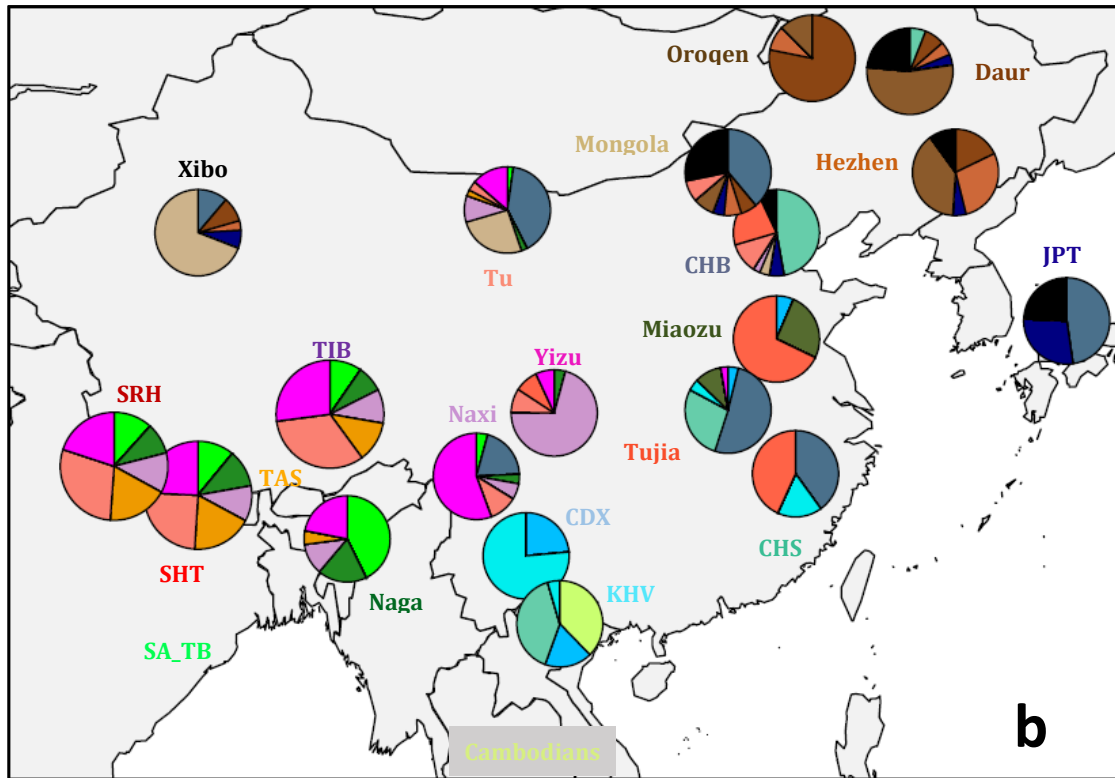 Oroqen
Daur
Mongola
Hezhen
Xibo
Tu
CHB
JPT
Miaozu
TIB
Yizu
SRH
Naxi
Tujia
TAS
CDX
CHS
SHT
Naga
KHV
SA_TB
b
Cambodians